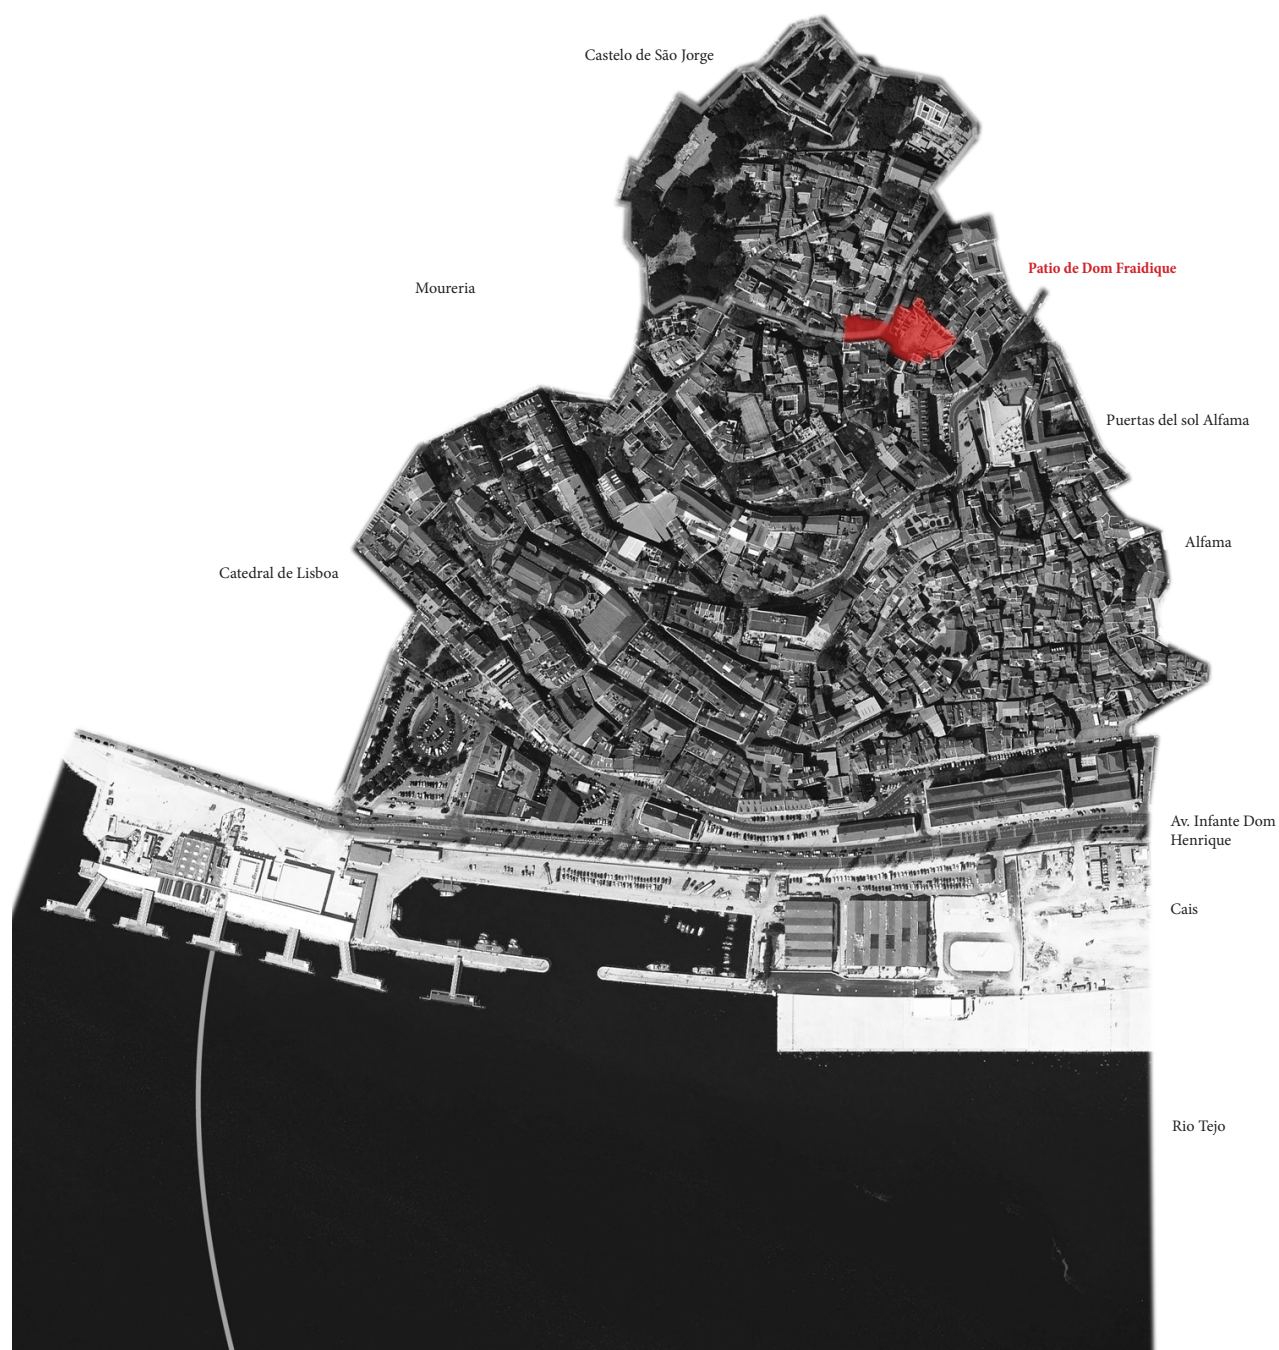 Castelo de São Jorge
Patio de Dom Fraidique
Moureria
Puertas del sol Alfama
Alfama
Catedral de Lisboa
Av. Infante Dom
Henrique
Cais
Rio Tejo